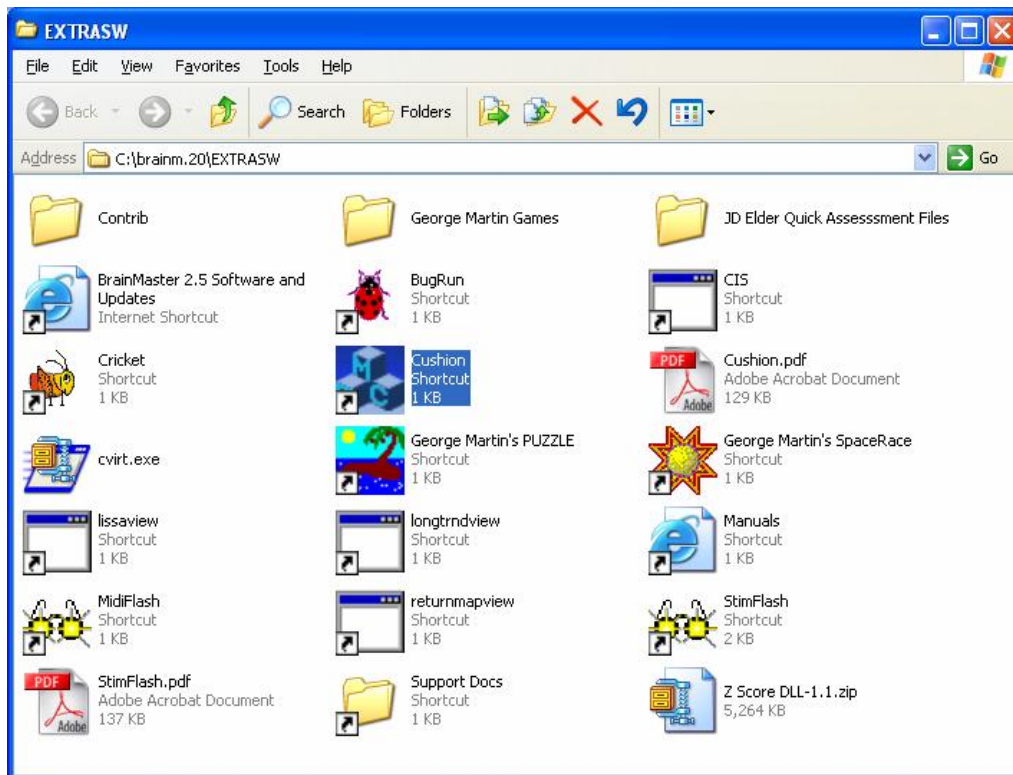 EXTRASW
File Edit View Favorites Tools Help
Back Search Folders
Address C:\brainm.20\EXTRASW Go
Contrib
George Martin Games
JD Elder Quick Assesssment Files
BrainMaster 2.5 Software and
Updates
Internet Shortcut
BugRun
Shortcut
1 KB
CIS
Shortcut
1 KB
Cricket
Shortcut
1 KB
MC
Cushion
Shortcut
1 KB
PDF
Adobe
Cushion.pdf
Adobe Acrobat Document
129 KB
cvirt.exe
George Martin's PUZZLE
Shortcut
1 KB
George Martin's SpaceRace
Shortcut
1 KB
lissaview
Shortcut
1 KB
longtrndview
Shortcut
1 KB
Manuals
Shortcut
1 KB
MidiFlash
Shortcut
1 KB
returnmapview
Shortcut
1 KB
StimFlash
Shortcut
2 KB
PDF
Adobe
StimFlash.pdf
Adobe Acrobat Document
137 KB
Support Docs
Shortcut
1 KB
Z Score DLL-1.1.zip
5,264 KB